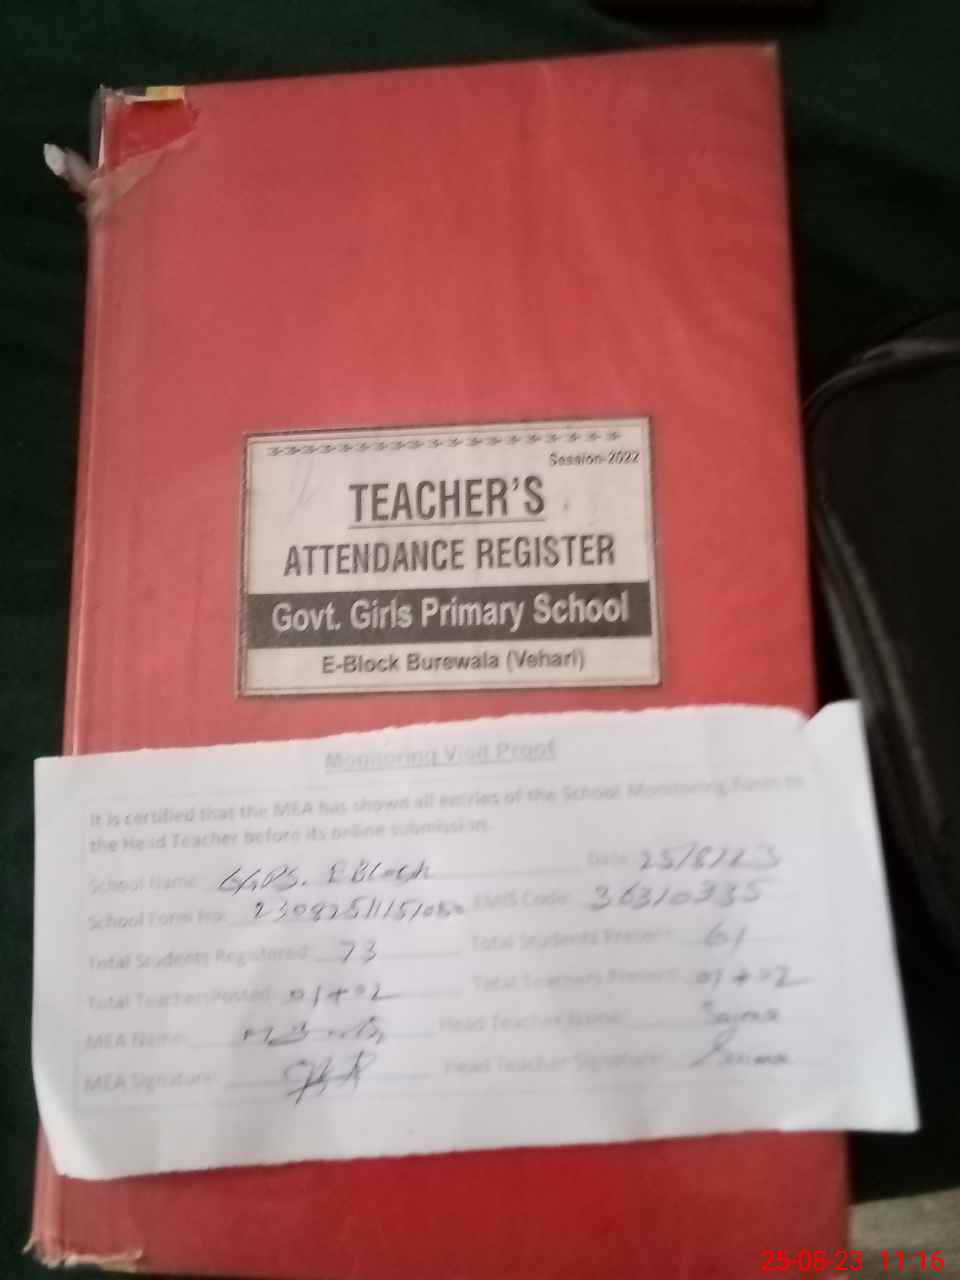 Session-2022
TEACHER'S
ATTENDANCE REGISTER
Govt. Girls Primary School
E-Block Burewala (Vehari)
Monitoring Visit Proof
It is certified that the MEA has shown all entries of the School Monitoring Form to
the Head Teacher before its online submission.
School Name: GGPS. E Block Date: 25/8/23
School Form No: EMIS Code: 36310335
Total Students Registered: 73 Total Students Present: 61
Total Teachers Posted: 01+02 Total Teachers Present: 01+02
MEA Name: Head Teacher Name:
MEA Signature: Head Teacher Signature:
25-08-23 11:16